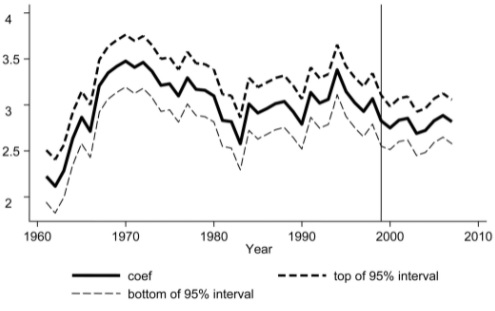 4
3.5
3
2.5
2
1960 1970 1980 1990 2000 2010
Year
coef top of 95% interval
bottom of 95% interval